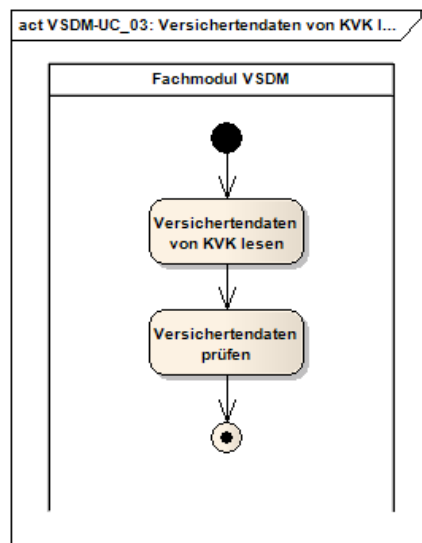 act VSDM-UC_03: Versichertendaten von KVK l...
Fachmodul VSDM
Versichertendaten
von KVK lesen
Versichertendaten
prüfen